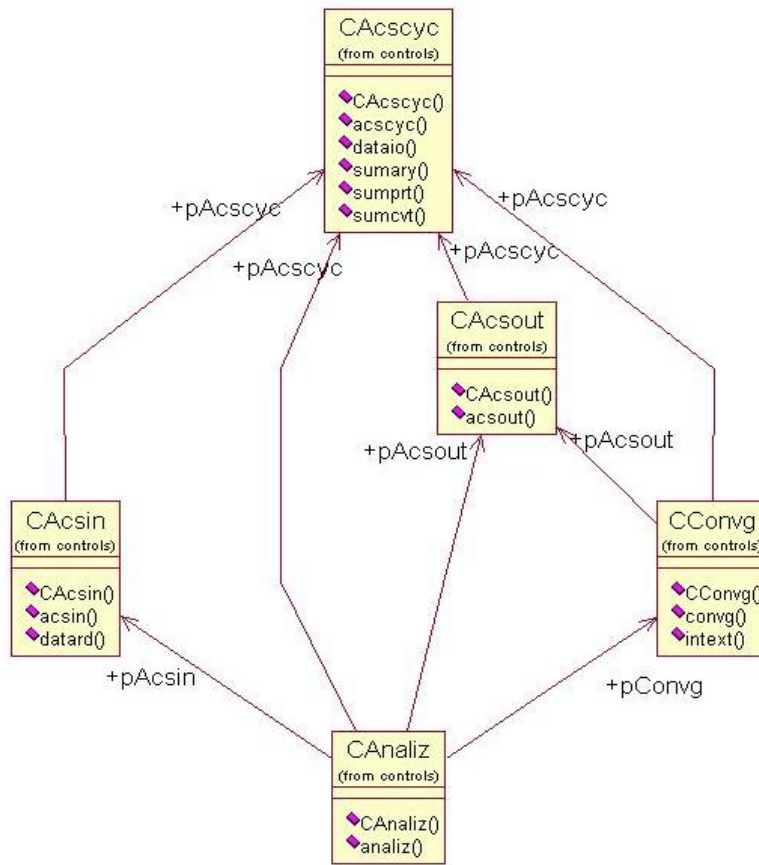 CAcscyc
(from controls)
CAcscyc()
acscyc()
dataio()
sumary()
sumprt()
sumcvt()
+pAcscyc
+pAcscyc
+pAcscyc
+pAcscyc
CAcsout
(from controls)
CAcsout()
acsout()
+pAcsout
+pAcsout
CAcsin
(from controls)
CAcsin()
acsin()
datard()
CConvg
(from controls)
CConvg()
convg()
intext()
+pAcsin
+pConvg
CAnaliz
(from controls)
CAnaliz()
analiz()